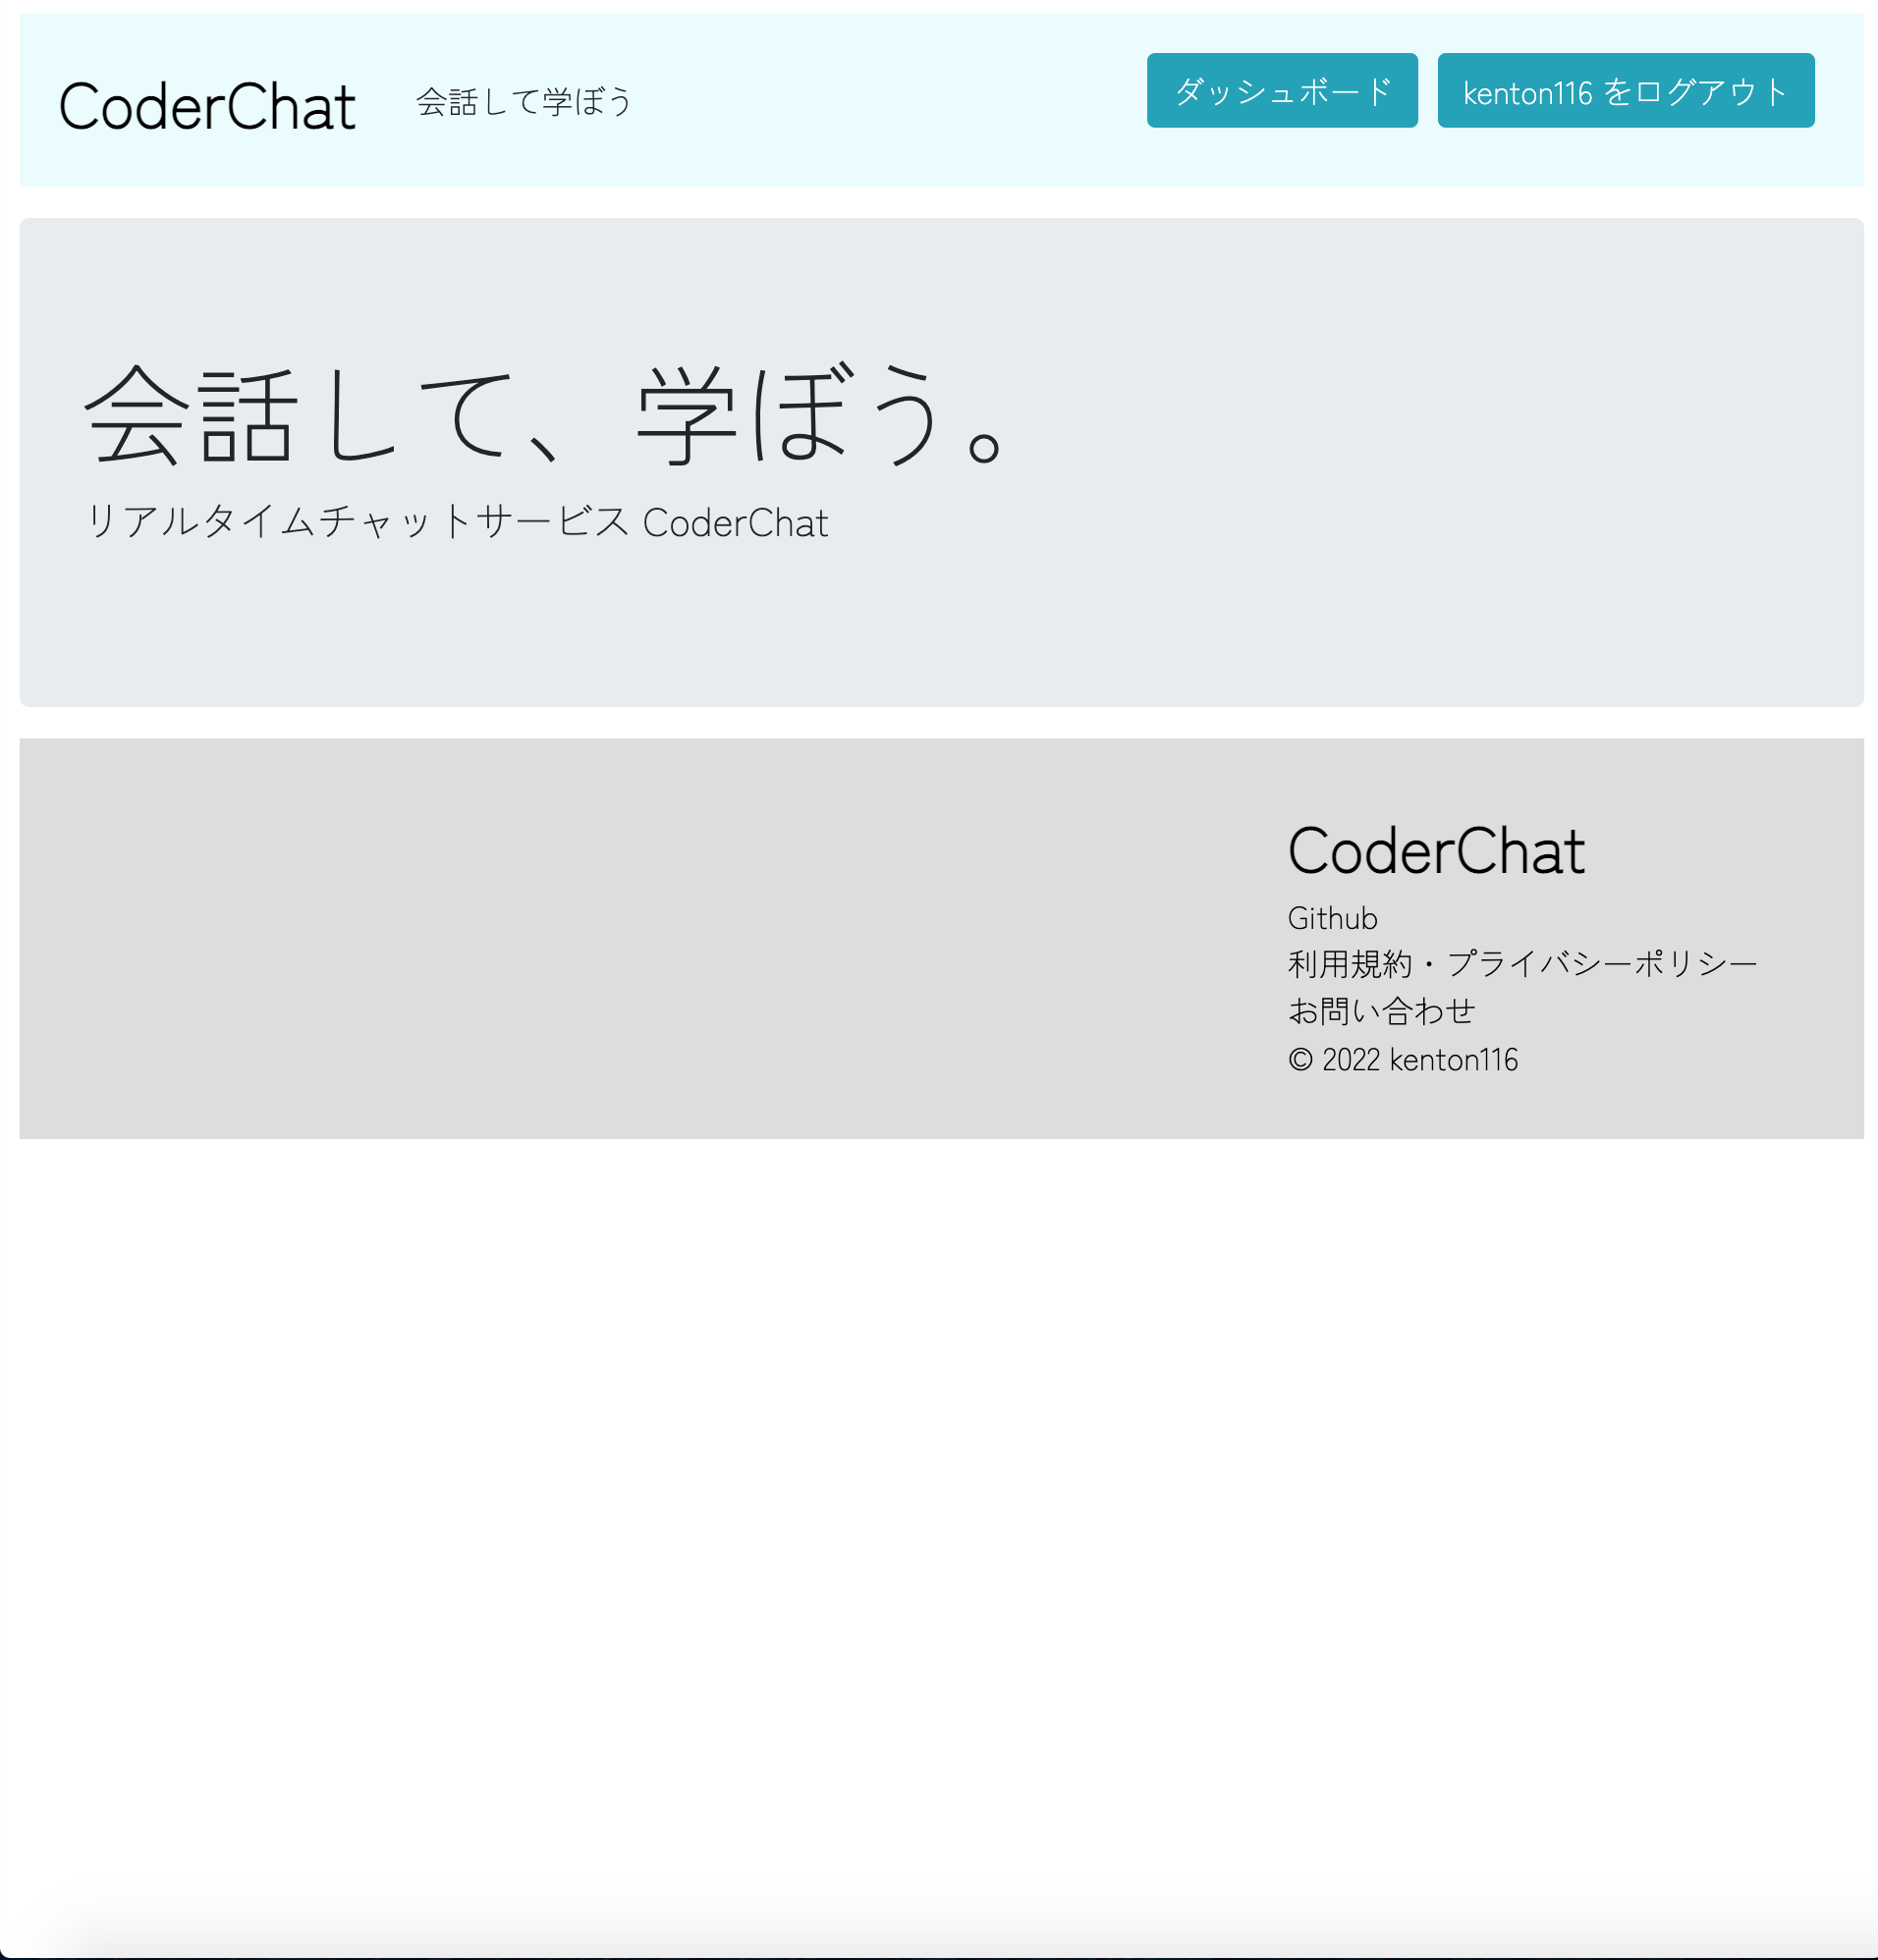 CoderChat 会話して学ぼう ダッシュボード kenton116 をログアウト
会話して、学ぼう。
リアルタイムチャットサービス CoderChat
CoderChat
Github
利用規約・プライバシーポリシー
お問い合わせ
© 2022 kenton116